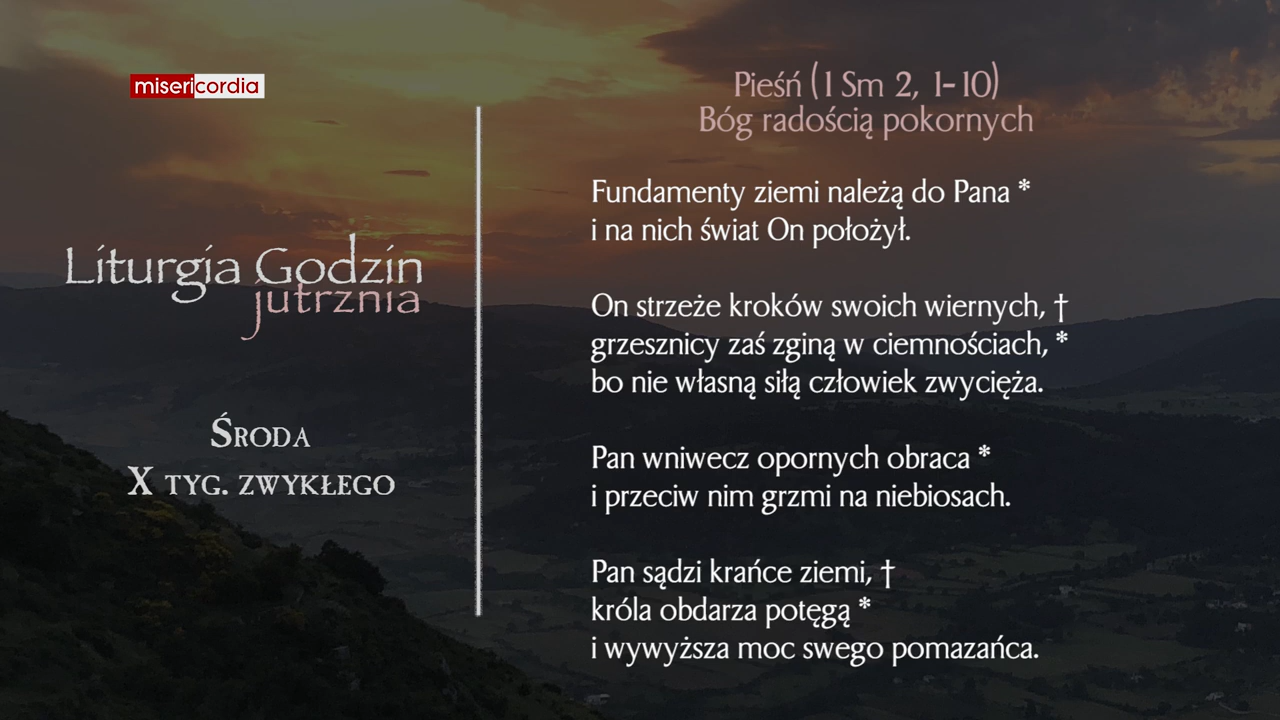 misericordia
Liturgia Godzin
jutrznia
Środa
X tyg. zwykłego
Pieśń (1 Sm 2, 1-10)
Bóg radością pokornych
Fundamenty ziemi należą do Pana *
i na nich świat On położył.
On strzeże kroków swoich wiernych, †
grzesznicy zaś zginą w ciemnościach, *
bo nie własną siłą człowiek zwycięża.
Pan wniwecz opornych obraca *
i przeciw nim grzmi na niebiosach.
Pan sądzi krańce ziemi, †
króla obdarza potęgą *
i wywyższa moc swego pomazańca.